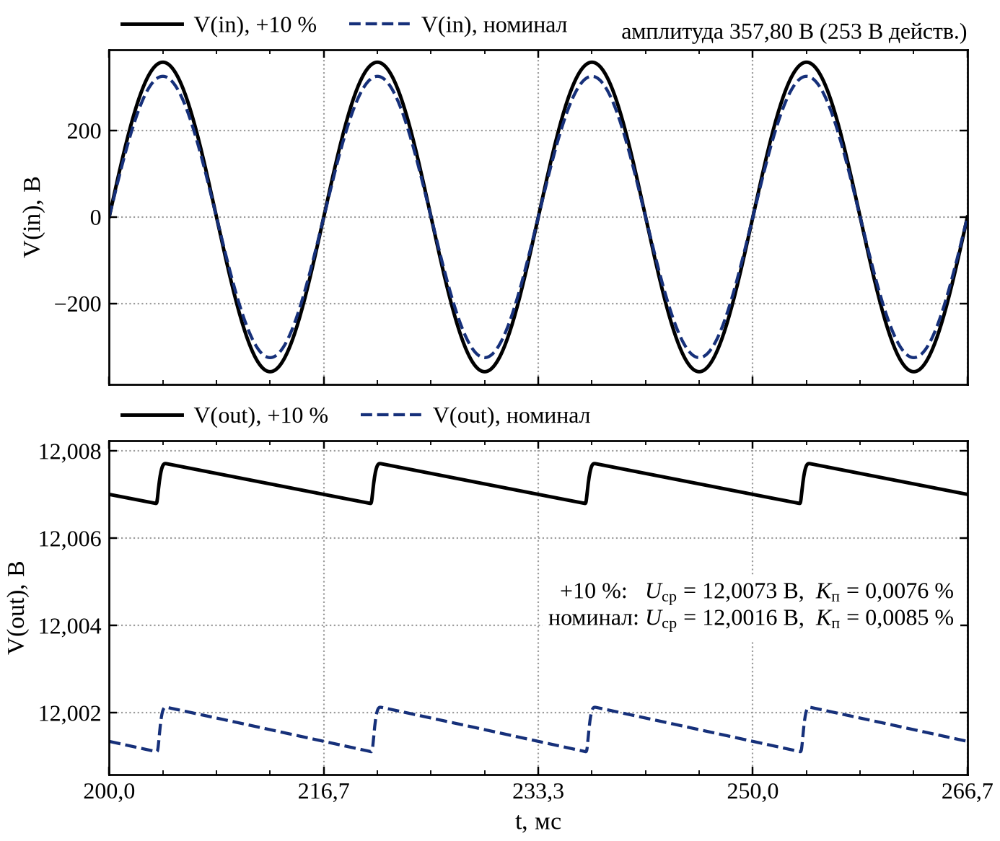 V(in), +10 % V(in), номинал
амплитуда 357,80 В (253 В действ.)
200
0
−200
V(in), В
V(out), +10 % V(out), номинал
12,008
12,006
12,004
12,002
V(out), В
+10 %: Uср = 12,0073 В, Kп = 0,0076 %
номинал: Uср = 12,0016 В, Kп = 0,0085 %
200,0 216,7 233,3 250,0 266,7
t, мс